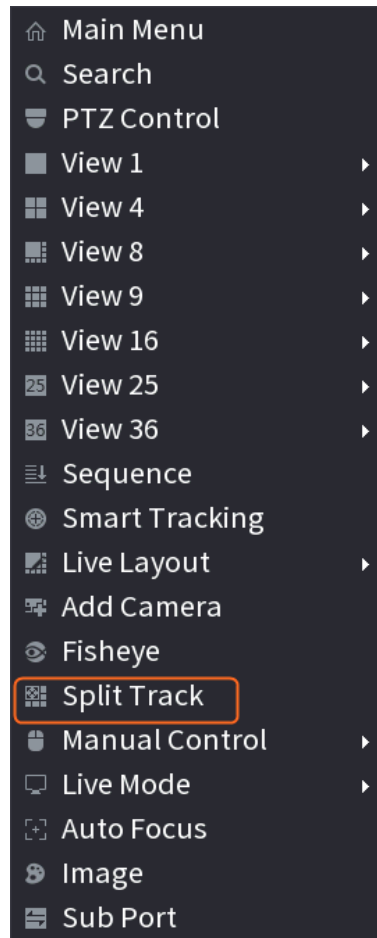 Main Menu
Search
PTZ Control
View 1
View 4
View 8
View 9
View 16
25 View 25
36 View 36
Sequence
Smart Tracking
Live Layout
Add Camera
Fisheye
Split Track
Manual Control
Live Mode
Auto Focus
Image
Sub Port